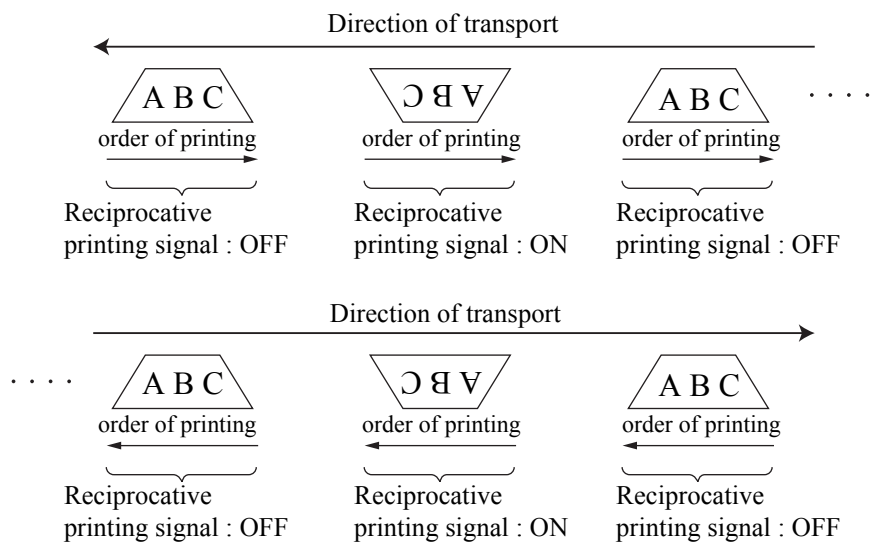 Direction of transport
A B C
A B C
A B C
. . . .
order of printing
order of printing
order of printing
Reciprocative
printing signal : OFF
Reciprocative
printing signal : ON
Reciprocative
printing signal : OFF
Direction of transport
. . . .
A B C
A B C
A B C
order of printing
order of printing
order of printing
Reciprocative
printing signal : OFF
Reciprocative
printing signal : ON
Reciprocative
printing signal : OFF